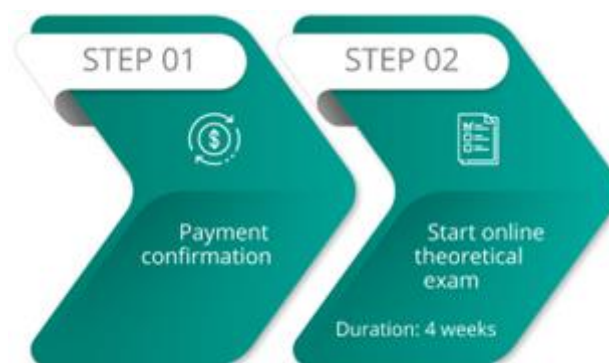 STEP 01
Payment
confirmation
STEP 02
Start online
theoretical
exam
Duration: 4 weeks